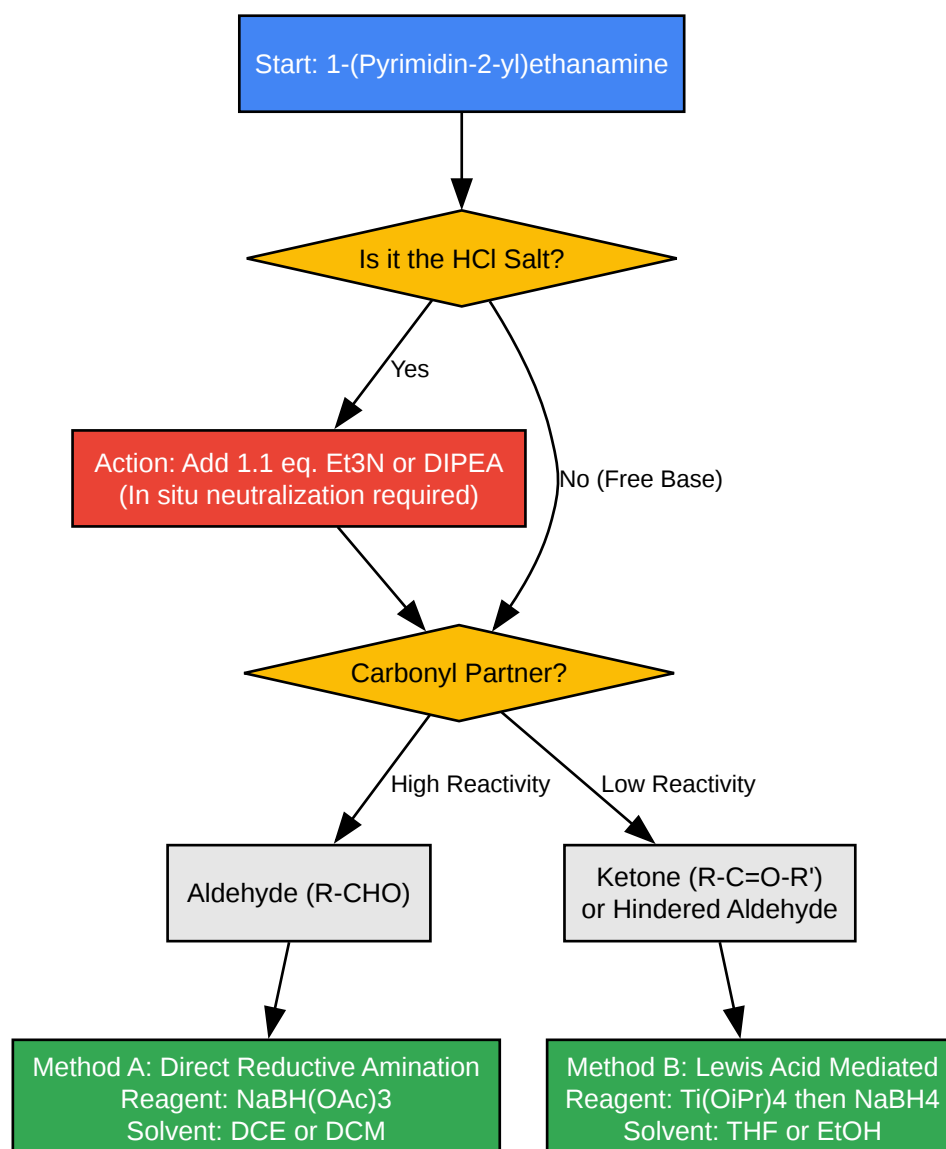 Start: 1-(Pyrimidin-2-yl)ethanamine
Is it the HCl Salt?
Yes
Action: Add 1.1 eq. Et3N or DIPEA
(In situ neutralization required)
No (Free Base)
Carbonyl Partner?
High Reactivity
Low Reactivity
Aldehyde (R-CHO)
Ketone (R-C=O-R')
or Hindered Aldehyde
Method A: Direct Reductive Amination
Reagent: NaBH(OAc)3
Solvent: DCE or DCM
Method B: Lewis Acid Mediated
Reagent: Ti(OiPr)4 then NaBH4
Solvent: THF or EtOH